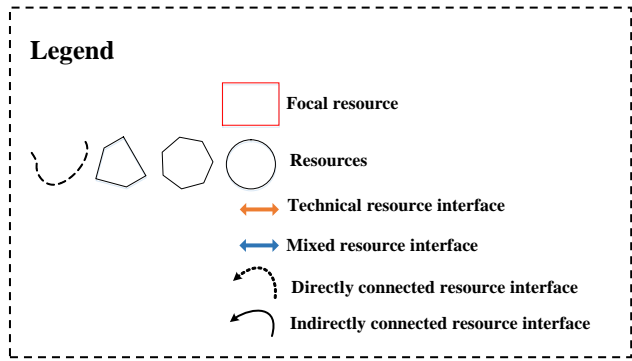 Legend
Focal resource
Resources
Technical resource interface
Mixed resource interface
Directly connected resource interface
Indirectly connected resource interface